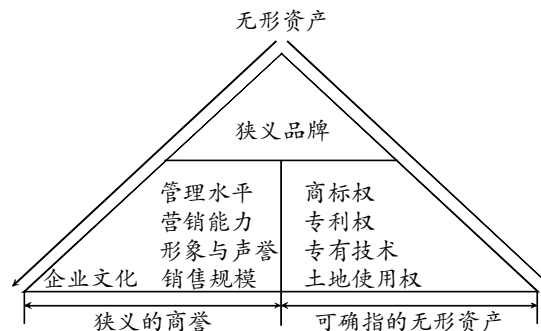 无形资产
狭义品牌
管理水平 商标权
营销能力 专利权
形象与声誉 专有技术
企业文化 销售规模 土地使用权
狭义的商誉 可确指的无形资产